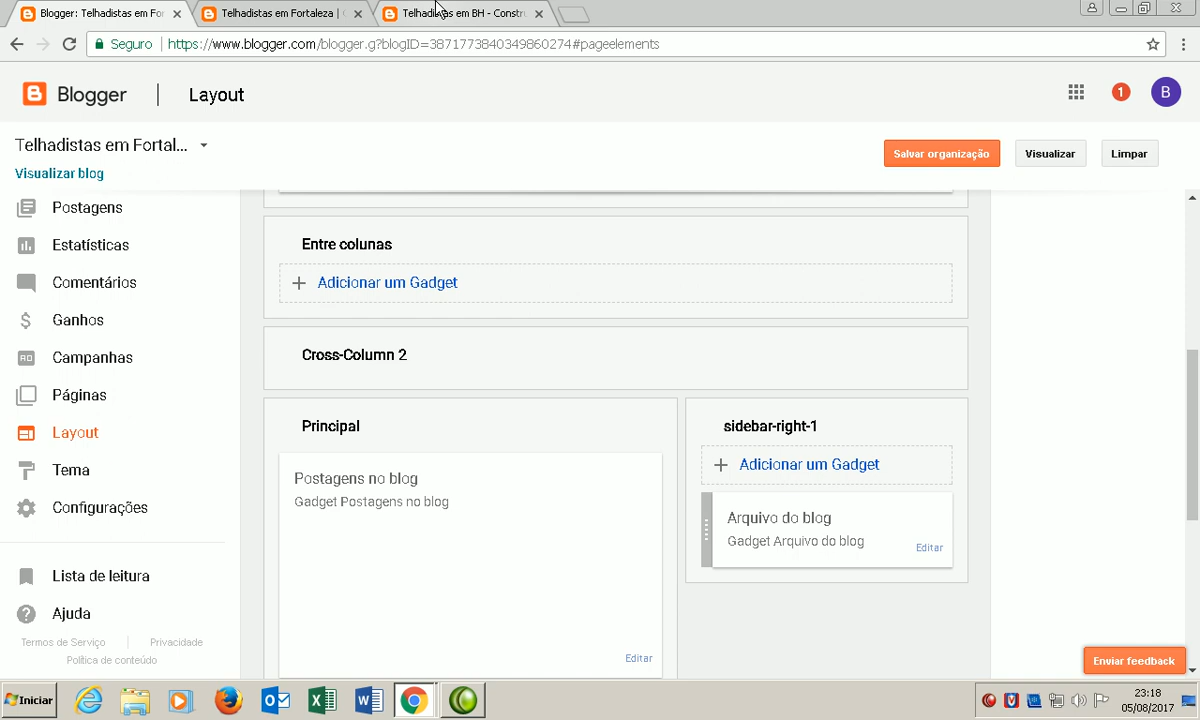 Blogger: Telhadistas em For
Telhadistas em Fortaleza | C
Telhadistas em BH - Constru
Seguro
https://www.blogger.com/blogger.g?blogID=3871773840349860274#pageelements
Blogger
Layout
1
B
Telhadistas em Fortal...
Visualizar blog
Salvar organização
Visualizar
Limpar
Postagens
Estatísticas
Comentários
Ganhos
Campanhas
Páginas
Layout
Tema
Configurações
Lista de leitura
Ajuda
Termos de Serviço
Privacidade
Política de conteúdo
Entre colunas
Adicionar um Gadget
Cross-Column 2
Principal
Postagens no blog
Gadget Postagens no blog
Editar
sidebar-right-1
Adicionar um Gadget
Arquivo do blog
Gadget Arquivo do blog
Editar
Enviar feedback
Iniciar
23:18
05/08/2017